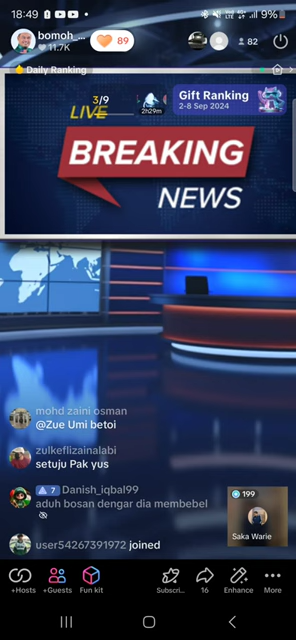 18:49
9%
bomoh_...
11.7K
89
82
Daily Ranking
3/9
LIVE
2h29m
Gift Ranking
2-8 Sep 2024
BREAKING
NEWS
mohd zaini osman
@Zue Umi betoi
zulkeflizainalabi
setuju Pak yus
7 Danish_iqbal99
aduh bosan dengar dia membebel
199
Saka Warie
user54267391972 joined
+Hosts
+Guests
Fun kit
Subscri...
16
Enhance
More